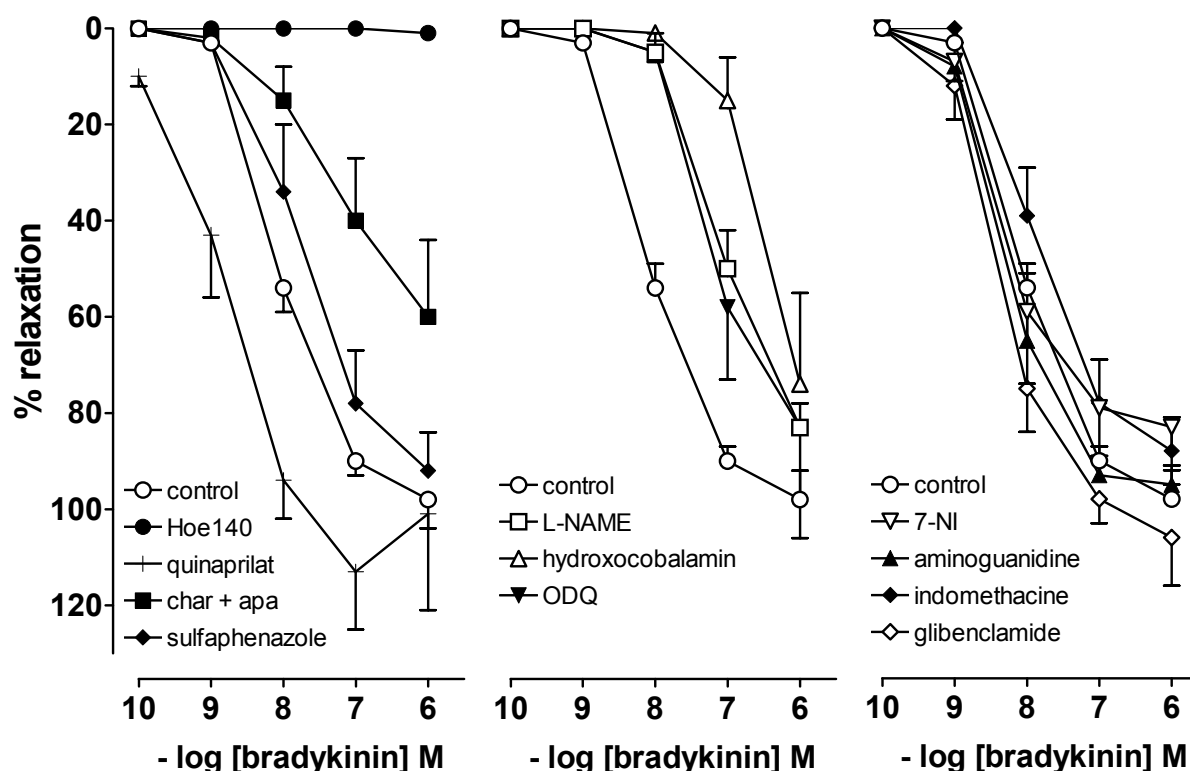 % relaxation
0
20
40
60
80
100
120
control
Hoe140
quinaprilat
char + apa
sulfaphenazole
10 9 8 7 6
- log [bradykinin] M
control
L-NAME
hydroxocobalamin
ODQ
10 9 8 7 6
- log [bradykinin] M
control
7-NI
aminoguanidine
indomethacine
glibenclamide
10 9 8 7 6
- log [bradykinin] M